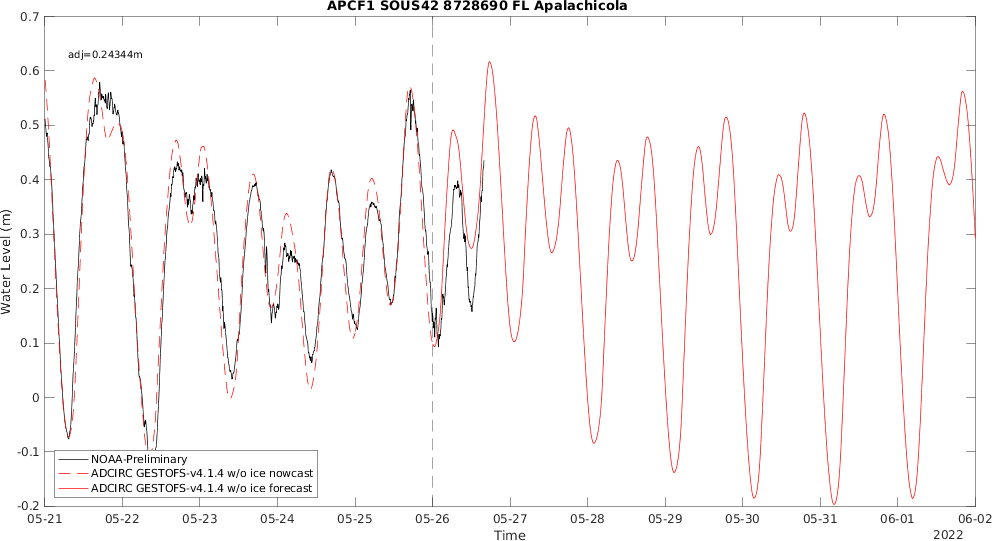 APCF1 SOUS42 8728690 FL Apalachicola
adj=0.24344m
0.7
0.6
0.5
0.4
0.3
0.2
0.1
0
-0.1
-0.2
Water Level (m)
NOAA-Preliminary
ADCIRC GESTOFS-v4.1.4 w/o ice nowcast
ADCIRC GESTOFS-v4.1.4 w/o ice forecast
05-21 05-22 05-23 05-24 05-25 05-26 05-27 05-28 05-29 05-30 05-31 06-01 06-02
Time
2022